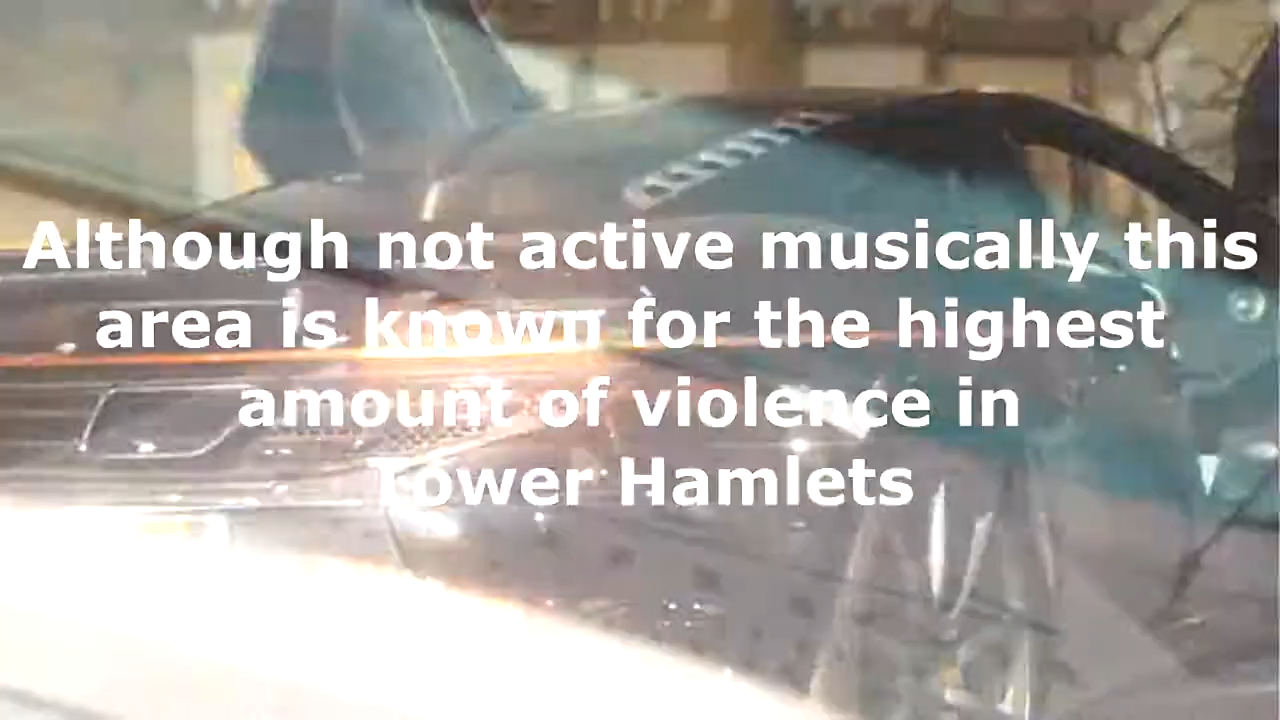 Although not active musically this
area is known for the highest
amount of violence in
Tower Hamlets